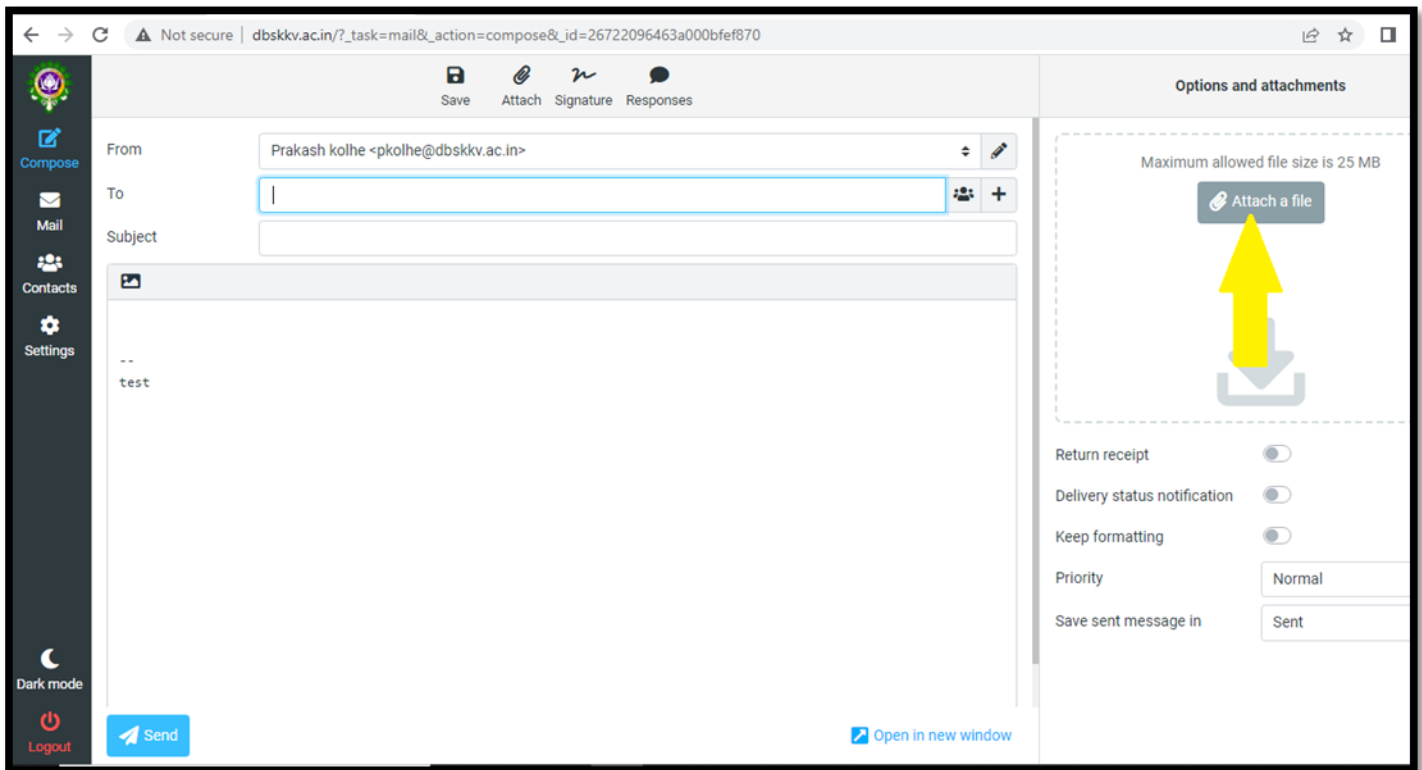 Not secure | dbskkv.ac.in/?_task=mail&_action=compose&_id=26722096463a000bfef870
Save Attach Signature Responses
Options and attachments
Compose
Mail
Contacts
Settings
Dark mode
Logout
From Prakash kolhe <pkolhe@dbskkv.ac.in>
To
Subject
--
test
Send
Open in new window
Maximum allowed file size is 25 MB
Attach a file
Return receipt
Delivery status notification
Keep formatting
Priority Normal
Save sent message in Sent